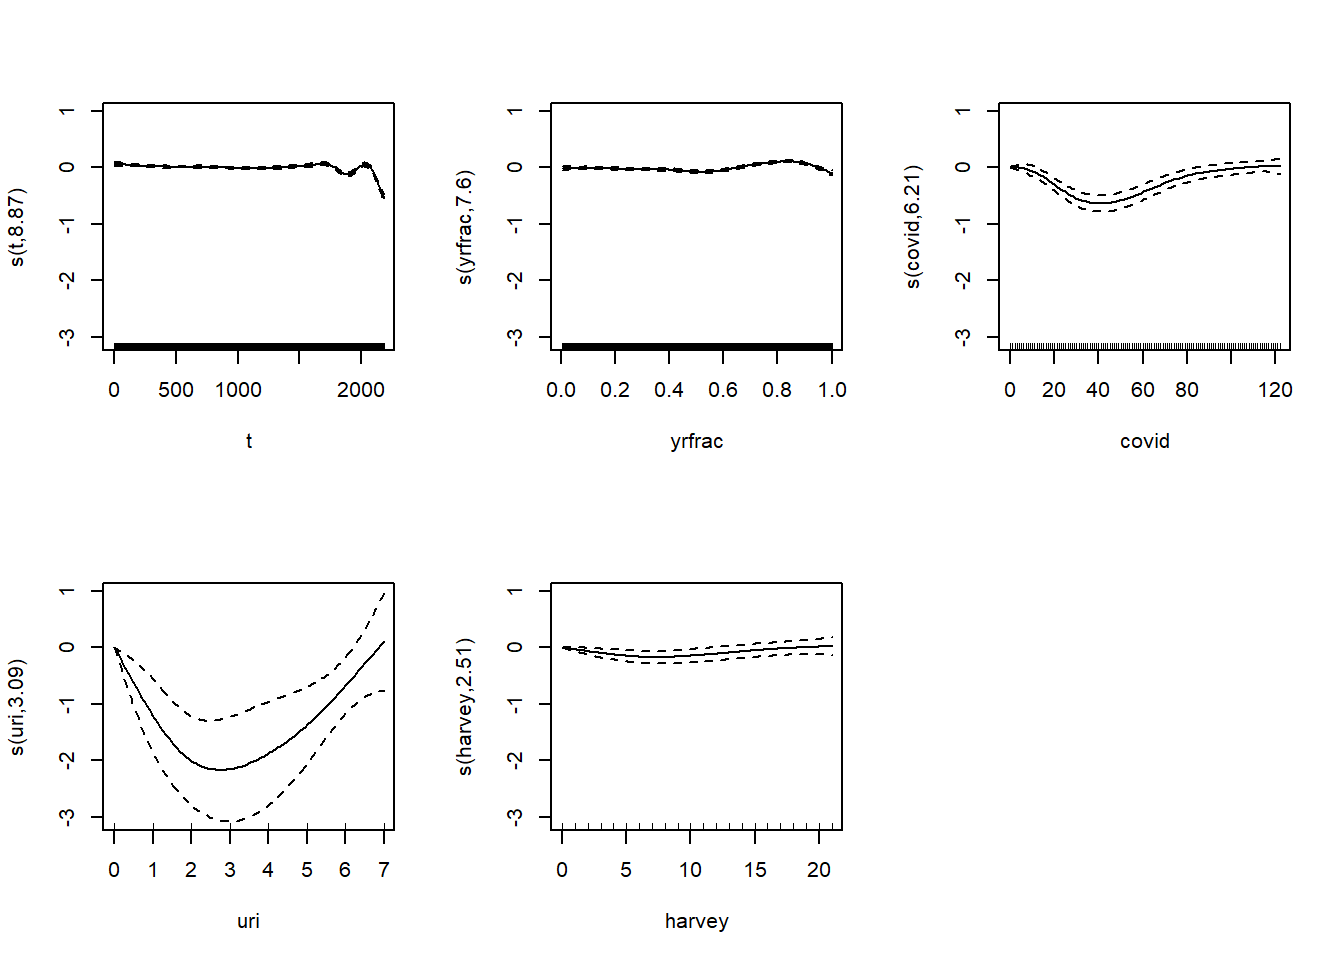 s(t,8.87)
1
0
-1
-2
-3
0 500 1000 2000
t
s(yrfrac,7.6)
1
0
-1
-2
-3
0.0 0.2 0.4 0.6 0.8 1.0
yrfrac
s(covid,6.21)
1
0
-1
-2
-3
0 20 40 60 80 120
covid
s(uri,3.09)
1
0
-1
-2
-3
0 1 2 3 4 5 6 7
uri
s(harvey,2.51)
1
0
-1
-2
-3
0 5 10 15 20
harvey